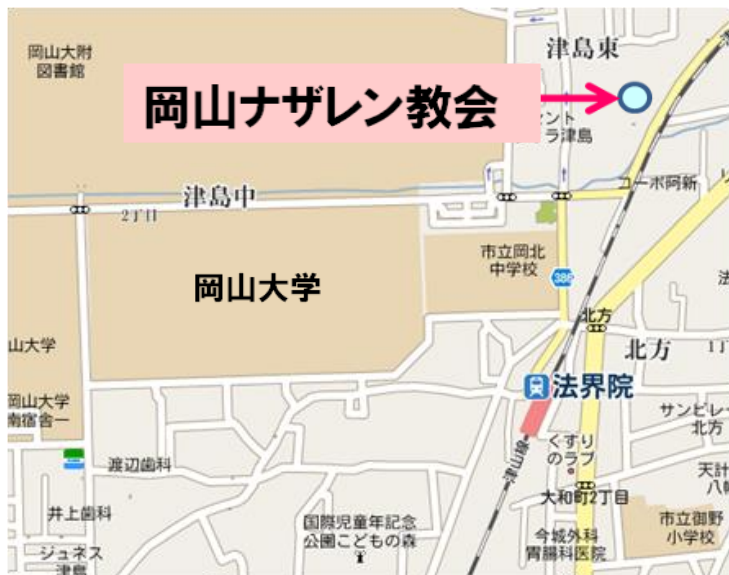 岡山大附
図書館
津島東
岡山ナザレン教会
ント
ラ津島
コーポ阿新
津島中
2丁目
市立岡北
中学校
岡山大学
386
北方
山大学
北方
1丁
法界院
岡山大学
南宿舎一
サンピレ
北方
くすり
のラブ
渡辺歯科
津山線
天計
八幡
大和町2丁目
井上歯科
国際児童年記念
公園こどもの森
今城外科
胃腸科医院
市立御野
小学校
ジュネス
津島